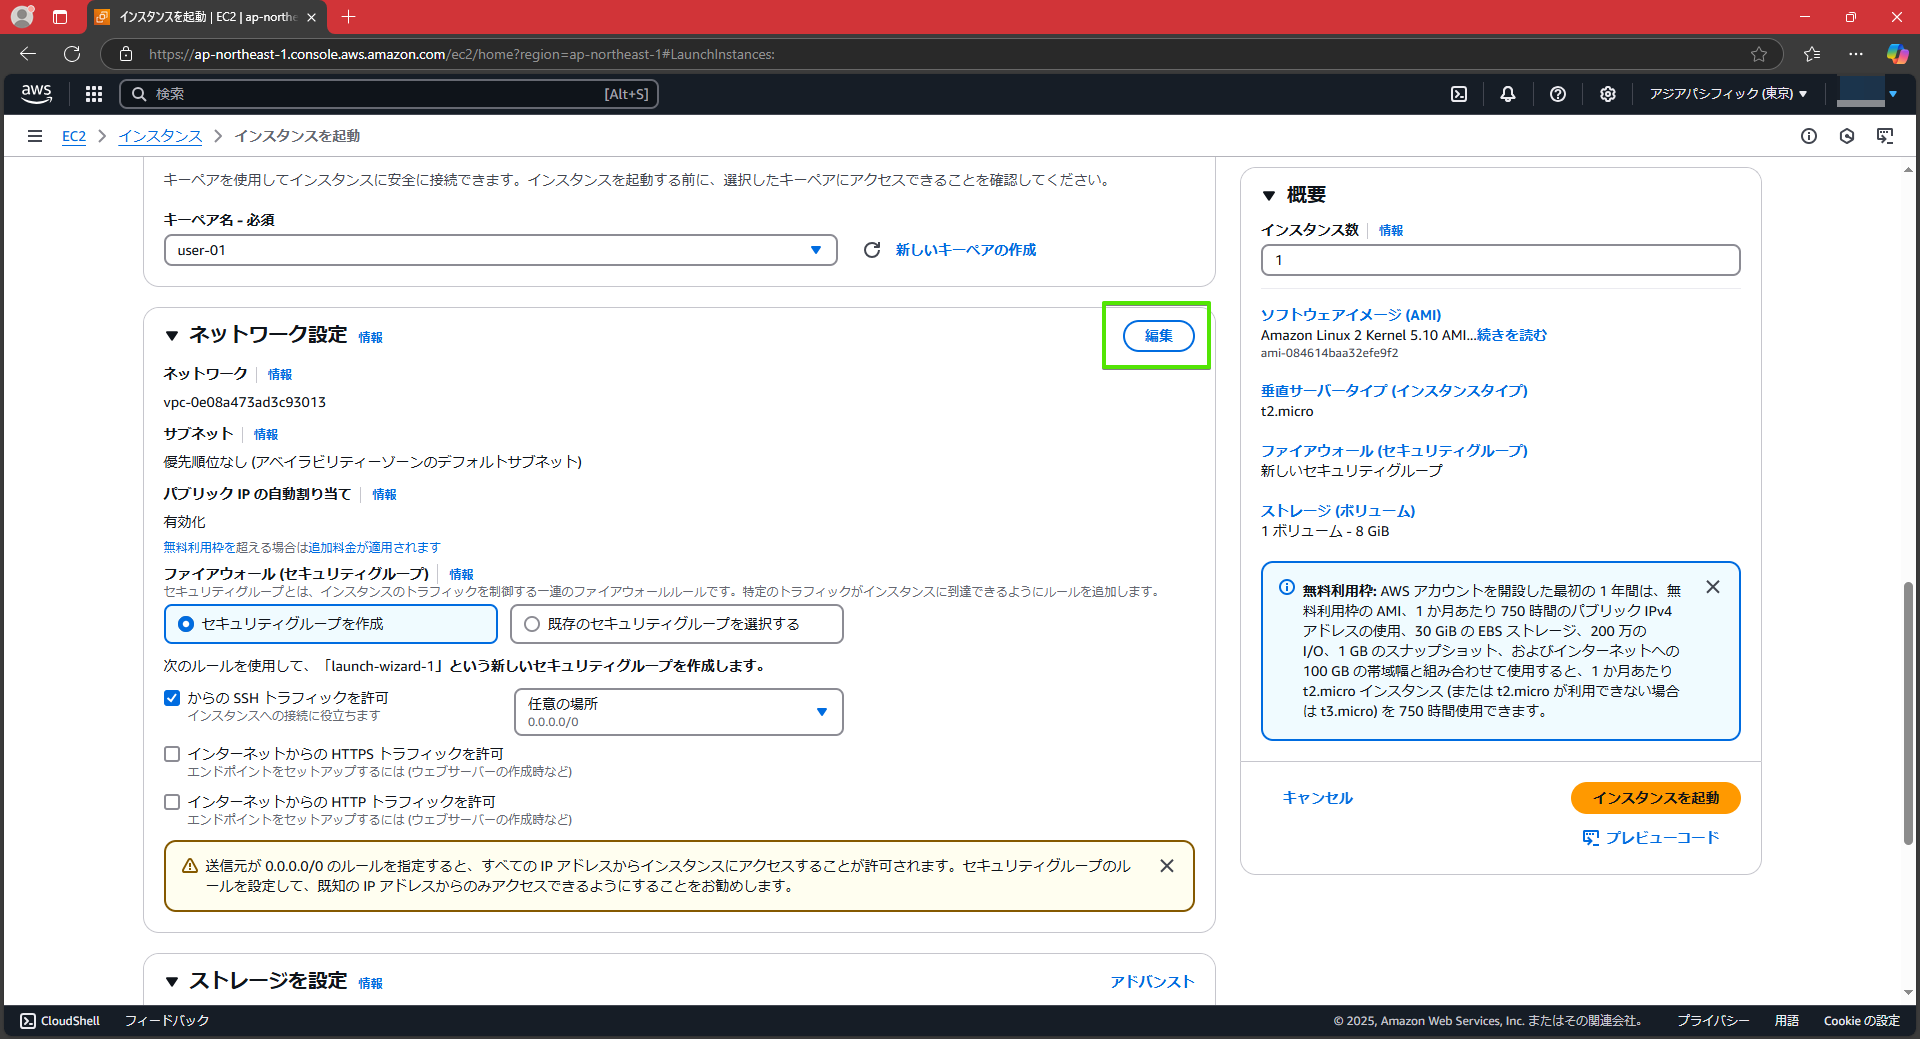 インスタンスを起動 | EC2 | ap-northe
https://ap-northeast-1.console.aws.amazon.com/ec2/home?region=ap-northeast-1#LaunchInstances:
aws
検索
[Alt+S]
アジアパシフィック (東京)
EC2
インスタンス
インスタンスを起動
キーペアを使用してインスタンスに安全に接続できます。インスタンスを起動する前に、選択したキーペアにアクセスできることを確認してください。
キーペア名 - 必須
user-01
新しいキーペアの作成
ネットワーク設定 情報
編集
ネットワーク 情報
vpc-0e08a473ad3c93013
サブネット 情報
優先順位なし (アベイラビリティーゾーンのデフォルトサブネット)
パブリック IP の自動割り当て 情報
有効化
無料利用枠を超える場合は追加料金が適用されます
ファイアウォール (セキュリティグループ) 情報
セキュリティグループとは、インスタンスのトラフィックを制御する一連のファイアウォールルールです。特定のトラフィックがインスタンスに到達できるようにルールを追加します。
セキュリティグループを作成
既存のセキュリティグループを選択する
次のルールを使用して、「launch-wizard-1」という新しいセキュリティグループを作成します。
からの SSH トラフィックを許可
インスタンスへの接続に役立ちます
任意の場所
0.0.0.0/0
インターネットからの HTTPS トラフィックを許可
エンドポイントをセットアップするには (ウェブサーバーの作成時など)
インターネットからの HTTP トラフィックを許可
エンドポイントをセットアップするには (ウェブサーバーの作成時など)
送信元が 0.0.0.0/0 のルールを指定すると、すべての IP アドレスからインスタンスにアクセスすることが許可されます。セキュリティグループのル
ールを設定して、既知の IP アドレスからのみアクセスできるようにすることをお勧めします。
ストレージを設定 情報
アドバンスト
概要
インスタンス数 情報
1
ソフトウェアイメージ (AMI)
Amazon Linux 2 Kernel 5.10 AMI...続きを読む
ami-084614baa32efe9f2
垂直サーバータイプ (インスタンスタイプ)
t2.micro
ファイアウォール (セキュリティグループ)
新しいセキュリティグループ
ストレージ (ボリューム)
1 ボリューム - 8 GiB
無料利用枠: AWS アカウントを開設した最初の 1 年間は、無
料利用枠の AMI、1 か月あたり 750 時間のパブリック IPv4
アドレスの使用、30 GiB の EBS ストレージ、200 万の
I/O、1 GB のスナップショット、およびインターネットへの
100 GB の帯域幅と組み合わせて使用すると、1 か月あたり
t2.micro インスタンス (または t2.micro が利用できない場合
は t3.micro) を 750 時間使用できます。
キャンセル
インスタンスを起動
プレビューコード
CloudShell
フィードバック
© 2025, Amazon Web Services, Inc. またはその関連会社。
プライバシー
用語
Cookie の設定